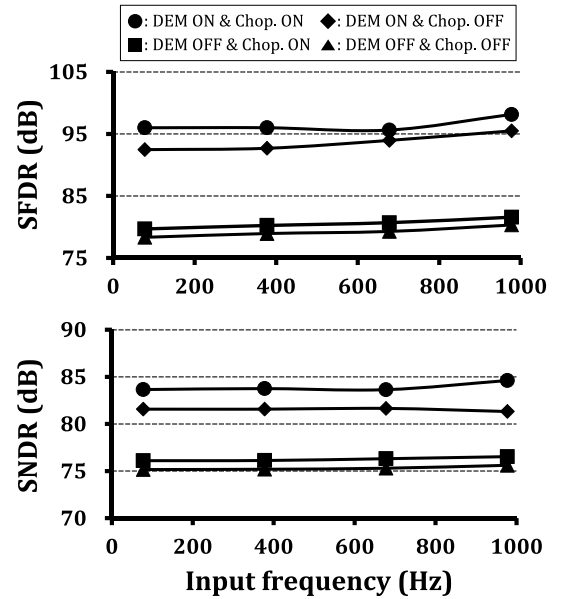 ●: DEM ON & Chop. ON ◆: DEM ON & Chop. OFF
■: DEM OFF & Chop. ON ▲: DEM OFF & Chop. OFF
105
95
85
75
SFDR (dB)
0 200 400 600 800 1000
90
85
80
75
70
SNDR (dB)
0 200 400 600 800 1000
Input frequency (Hz)